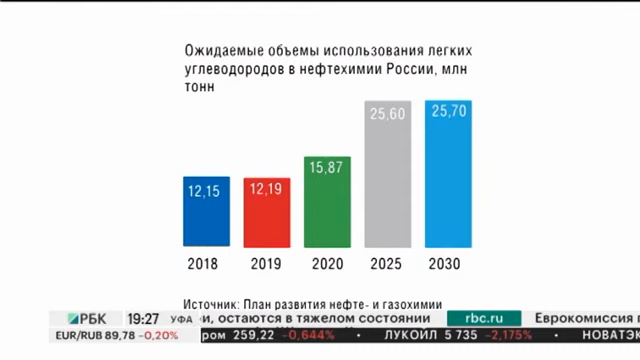 Ожидаемые объемы использования легких
углеводородов в нефтехимии России, млн
тонн
25,60
25,70
15,87
12,15
12,19
2018 2019 2020 2025 2030
Источник: План развития нефте- и газохимии
РБК 19:27 УФА остаются в тяжелом состоянии rbc.ru Еврокомиссия
EUR/RUB 89,78 -0,20% 259,22 -0,644% • ЛУКОЙЛ 5 735 -2,175% • НОВАТЭК